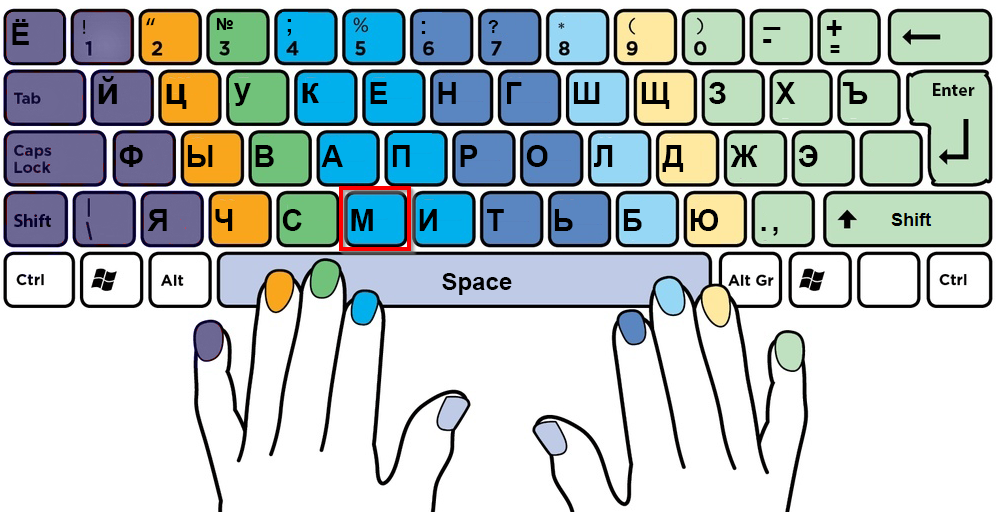 Ё ! 1 “ 2 № 3 ; 4 % 5 : 6 ? 7 * 8 ( 9 ) 0 — - + =
Tab Й Ц У К Е Н Г Ш Щ З Х Ъ Enter
Caps Lock Ф Ы В А П Р О Л Д Ж Э
Shift | \ Я Ч С М И Т Ь Б Ю . , Shift
Ctrl Alt Space Alt Gr Ctrl